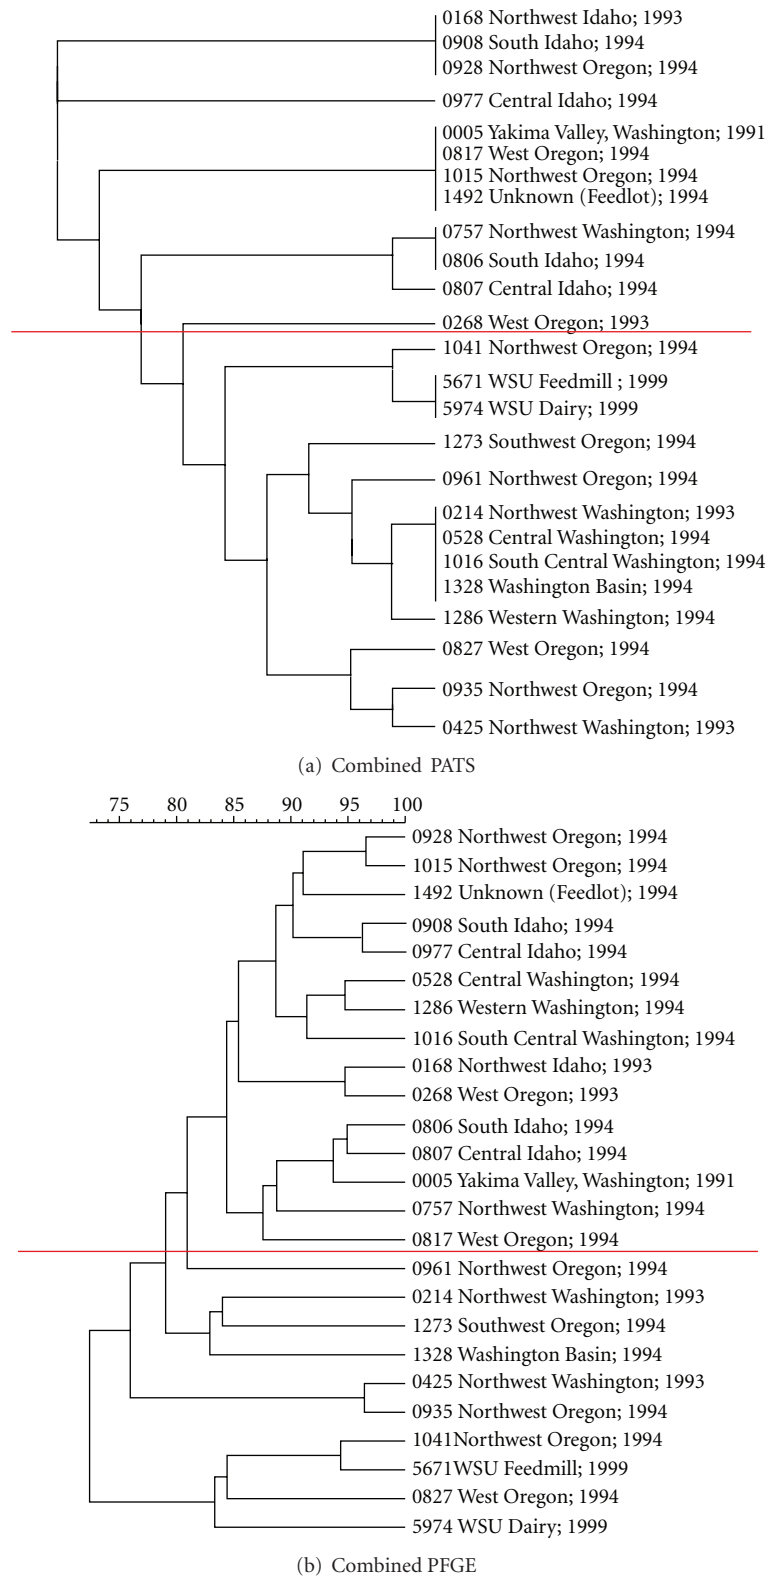 0168 Northwest Idaho; 1993
0908 South Idaho; 1994
0928 Northwest Oregon; 1994
0977 Central Idaho; 1994
0005 Yakima Valley, Washington; 1991
0817 West Oregon; 1994
1015 Northwest Oregon; 1994
1492 Unknown (Feedlot); 1994
0757 Northwest Washington; 1994
0806 South Idaho; 1994
0807 Central Idaho; 1994
0268 West Oregon; 1993
1041 Northwest Oregon; 1994
5671 WSU Feedmill ; 1999
5974 WSU Dairy; 1999
1273 Southwest Oregon; 1994
0961 Northwest Oregon; 1994
0214 Northwest Washington; 1993
0528 Central Washington; 1994
1016 South Central Washington; 1994
1328 Washington Basin; 1994
1286 Western Washington; 1994
0827 West Oregon; 1994
0935 Northwest Oregon; 1994
0425 Northwest Washington; 1993
(a) Combined PATS
75 80 85 90 95 100
0928 Northwest Oregon; 1994
1015 Northwest Oregon; 1994
1492 Unknown (Feedlot); 1994
0908 South Idaho; 1994
0977 Central Idaho; 1994
0528 Central Washington; 1994
1286 Western Washington; 1994
1016 South Central Washington; 1994
0168 Northwest Idaho; 1993
0268 West Oregon; 1993
0806 South Idaho; 1994
0807 Central Idaho; 1994
0005 Yakima Valley, Washington; 1991
0757 Northwest Washington; 1994
0817 West Oregon; 1994
0961 Northwest Oregon; 1994
0214 Northwest Washington; 1993
1273 Southwest Oregon; 1994
1328 Washington Basin; 1994
0425 Northwest Washington; 1993
0935 Northwest Oregon; 1994
1041Northwest Oregon; 1994
5671WSU Feedmill; 1999
0827 West Oregon; 1994
5974 WSU Dairy; 1999
(b) Combined PFGE